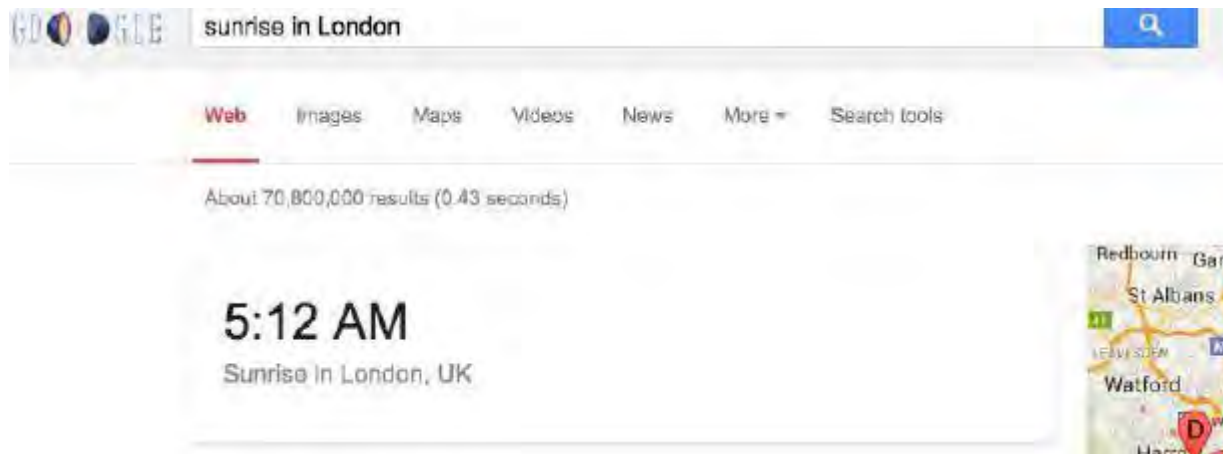 GOOGLE
sunrise in London
Web Images Maps Videos News More Search tools
About 70,800,000 results (0.43 seconds)
5:12 AM
Sunrise in London, UK
Redbourn
St Albans
Watford
D